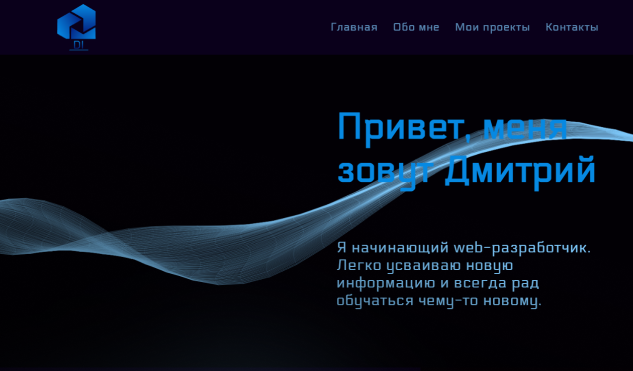 DI
Главная Обо мне Мои проекты Контакты
Привет, меня
зовут Дмитрий
Я начинающий web-разработчик.
Легко усваиваю новую
информацию и всегда рад
обучаться чему-то новому.